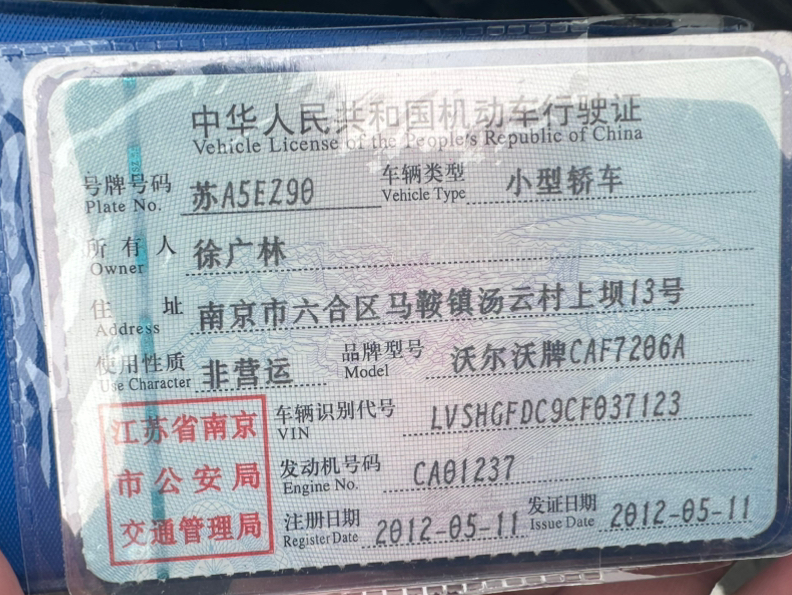 中华人民共和国机动车行驶证
Vehicle License of the People's Republic of China
号牌号码 苏A5EZ90 车辆类型 小型轿车
Plate No. Vehicle Type
所有人 徐广林
Owner
住址 南京市六合区马鞍镇汤云村上坝13号
Address
使用性质 非营运 品牌型号 沃尔沃牌CAF7206A
Use Character Model
江苏省南京
市公安局
交通管理局
车辆识别代号 LVSHGFDC9CF037123
VIN
发动机号码 CA01237
Engine No.
注册日期 2012-05-11 发证日期 2012-05-11
Register Date Issue Date